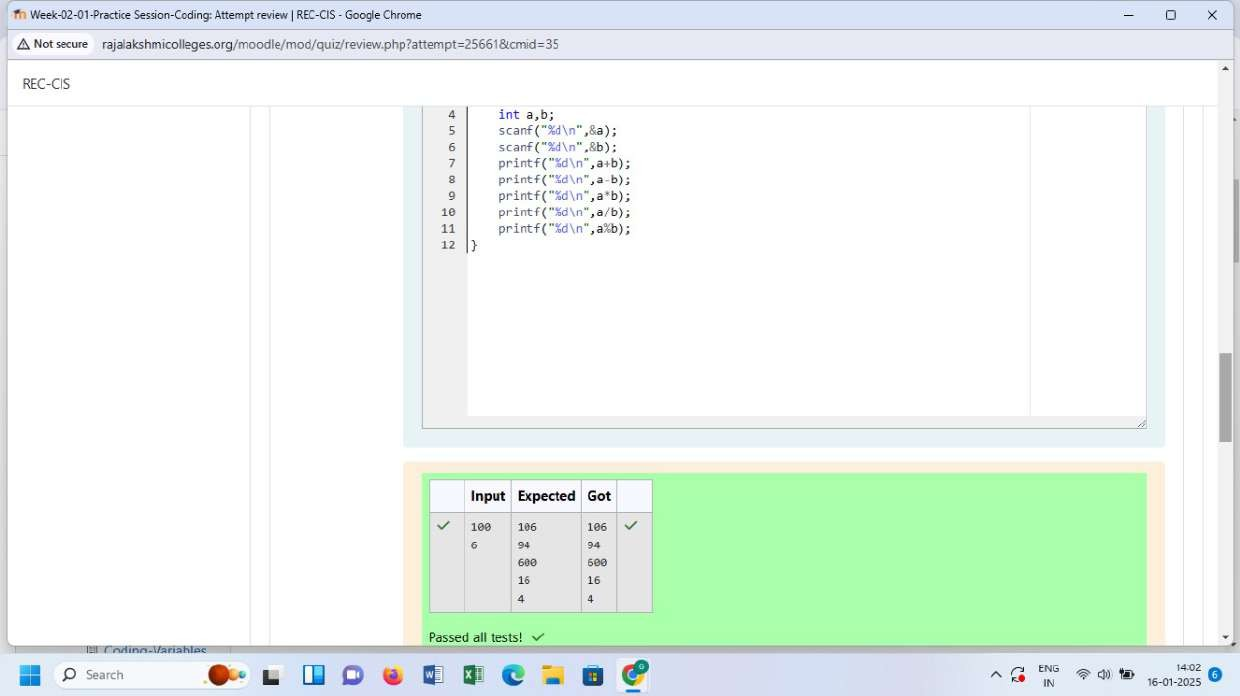 Week-02-01-Practice Session-Coding: Attempt review | REC-CIS - Google Chrome
Not secure rajalakshmicolleges.org/moodle/mod/quiz/review.php?attempt=25661&cmid=35
REC-CIS
4 int a,b;
5 scanf("%d\n",&a);
6 scanf("%d\n",&b);
7 printf("%d\n",a+b);
8 printf("%d\n",a-b);
9 printf("%d\n",a*b);
10 printf("%d\n",a/b);
11 printf("%d\n",a%b);
12 }
Input Expected Got
100 106 106
6 94 94
600 600
16 16
4 4
Passed all tests!
Coding-Variables
Search
ENG
IN
14:02
16-01-2025
6